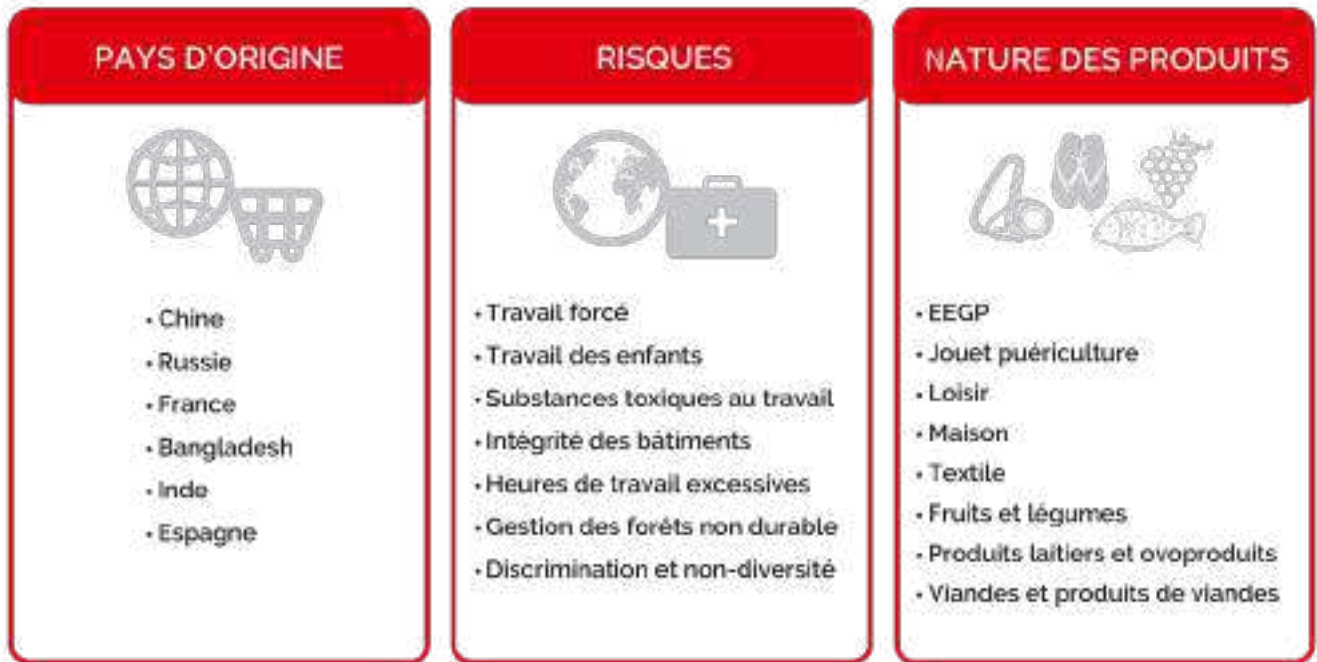 PAYS D'ORIGINE
• Chine
• Russie
• France
• Bangladesh
• Inde
• Espagne
RISQUES
• Travail forcé
• Travail des enfants
• Substances toxiques au travail
• Intégrité des bâtiments
• Heures de travail excessives
• Gestion des forêts non durable
• Discrimination et non-diversité
NATURE DES PRODUITS
• EEGP
• Jouet puériculture
• Loisir
• Maison
• Textile
• Fruits et légumes
• Produits laitiers et ovoproduits
• Viandes et produits de viandes